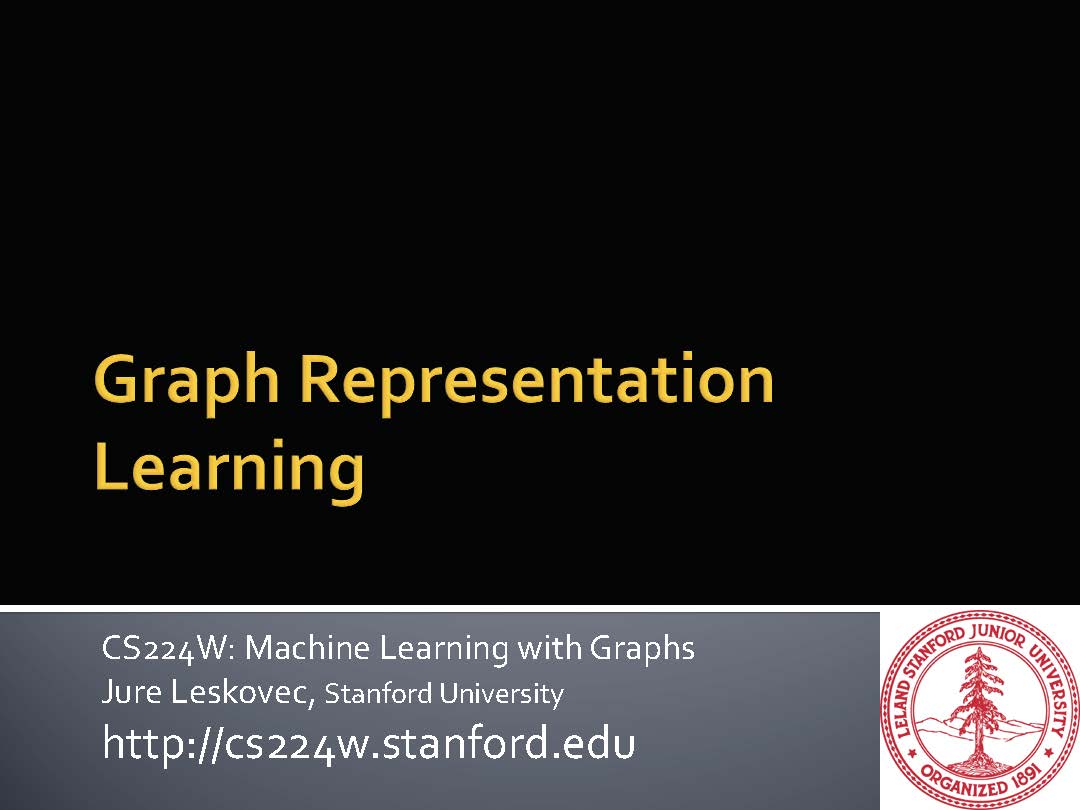 Graph Representation
Learning
CS224W: Machine Learning with Graphs
Jure Leskovec, Stanford University
http://cs224w.stanford.edu
LELAND STANFORD JUNIOR UNIVERSITY
ORGANIZED 1891